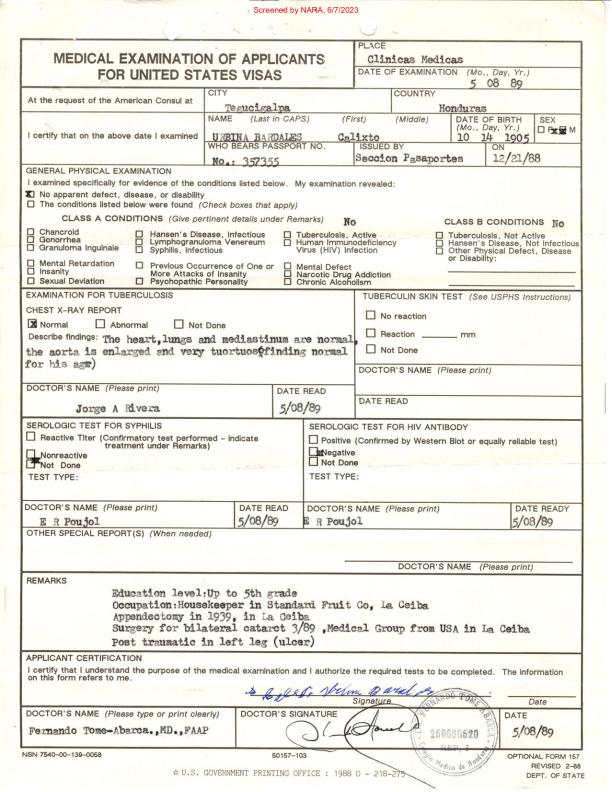 Screened by NARA, 6/7/2023
MEDICAL EXAMINATION OF APPLICANTS
FOR UNITED STATES VISAS
PLACE
Clinicas Medicas
DATE OF EXAMINATION (Mo., Day, Yr.)
5 08 89
At the request of the American Consul at
CITY
Tegucigalpa
COUNTRY
Honduras
I certify that on the above date I examined
NAME (Last in CAPS) (First) (Middle)
URBINA BARDALES Calixto
DATE OF BIRTH
(Mo., Day, Yr.)
10 14 1905
SEX
F M
WHO BEARS PASSPORT NO.
No.: 357355
ISSUED BY
Seccion Pasaportes
ON
12/21/88
GENERAL PHYSICAL EXAMINATION
I examined specifically for evidence of the conditions listed below. My examination revealed:
No apparent defect, disease, or disability
The conditions listed below were found (Check boxes that apply)
CLASS A CONDITIONS (Give pertinent details under Remarks) No
CLASS B CONDITIONS No
Chancroid
Gonorrhea
Granuloma Inguinale
Hansen's Disease, Infectious
Lymphogranuloma Venereum
Syphilis, Infectious
Tuberculosis, Active
Human Immunodeficiency
Virus (HIV) Infection
Tuberculosis, Not Active
Hansen's Disease, Not Infectious
Other Physical Defect, Disease
or Disability:
Mental Retardation
Insanity
Sexual Deviation
Previous Occurrence of One or
More Attacks of Insanity
Psychopathic Personality
Mental Defect
Narcotic Drug Addiction
Chronic Alcoholism
EXAMINATION FOR TUBERCULOSIS
CHEST X-RAY REPORT
Normal Abnormal Not Done
Describe findings: The heart,lungs and mediastinum are normal,
the aorta is enlarged and very tuortuos(finding normal
for his age)
TUBERCULIN SKIN TEST (See USPHS Instructions)
No reaction
Reaction mm
Not Done
DOCTOR'S NAME (Please print)
DOCTOR'S NAME (Please print)
Jorge A Rivera
DATE READ
5/08/89
DATE READ
SEROLOGIC TEST FOR SYPHILIS
Reactive Titer (Confirmatory test performed - indicate
treatment under Remarks)
Nonreactive
Not Done
TEST TYPE:
SEROLOGIC TEST FOR HIV ANTIBODY
Positive (Confirmed by Western Blot or equally reliable test)
Negative
Not Done
TEST TYPE:
DOCTOR'S NAME (Please print)
E R Poujol
DATE READ
5/08/89
DOCTOR'S NAME (Please print)
E R Poujol
DATE READY
5/08/89
OTHER SPECIAL REPORT(S) (When needed)
DOCTOR'S NAME (Please print)
REMARKS
Education level:Up to 5th grade
Occupation:Housekeeper in Standard Fruit Co, La Ceiba
Appendectomy in 1939, in La Ceiba
Surgery for bilateral cataract 3/89 ,Medical Group from USA in La Ceiba
Post traumatic in left leg (ulcer)
APPLICANT CERTIFICATION
I certify that I understand the purpose of the medical examination and I authorize the required tests to be completed. The information
on this form refers to me.
Signature
Date
DOCTOR'S NAME (Please type or print clearly)
Fernando Tome-Abarca.,MD.,FAAP
DOCTOR'S SIGNATURE
FERNANDO TOME ABARCA
Colegio Medico de Honduras
DATE
5/08/89
NSN 7540-00-139-0058
50157-103
OPTIONAL FORM 157
REVISED 2-88
DEPT. OF STATE
☆ U.S. GOVERNMENT PRINTING OFFICE : 1988 O - 218-275